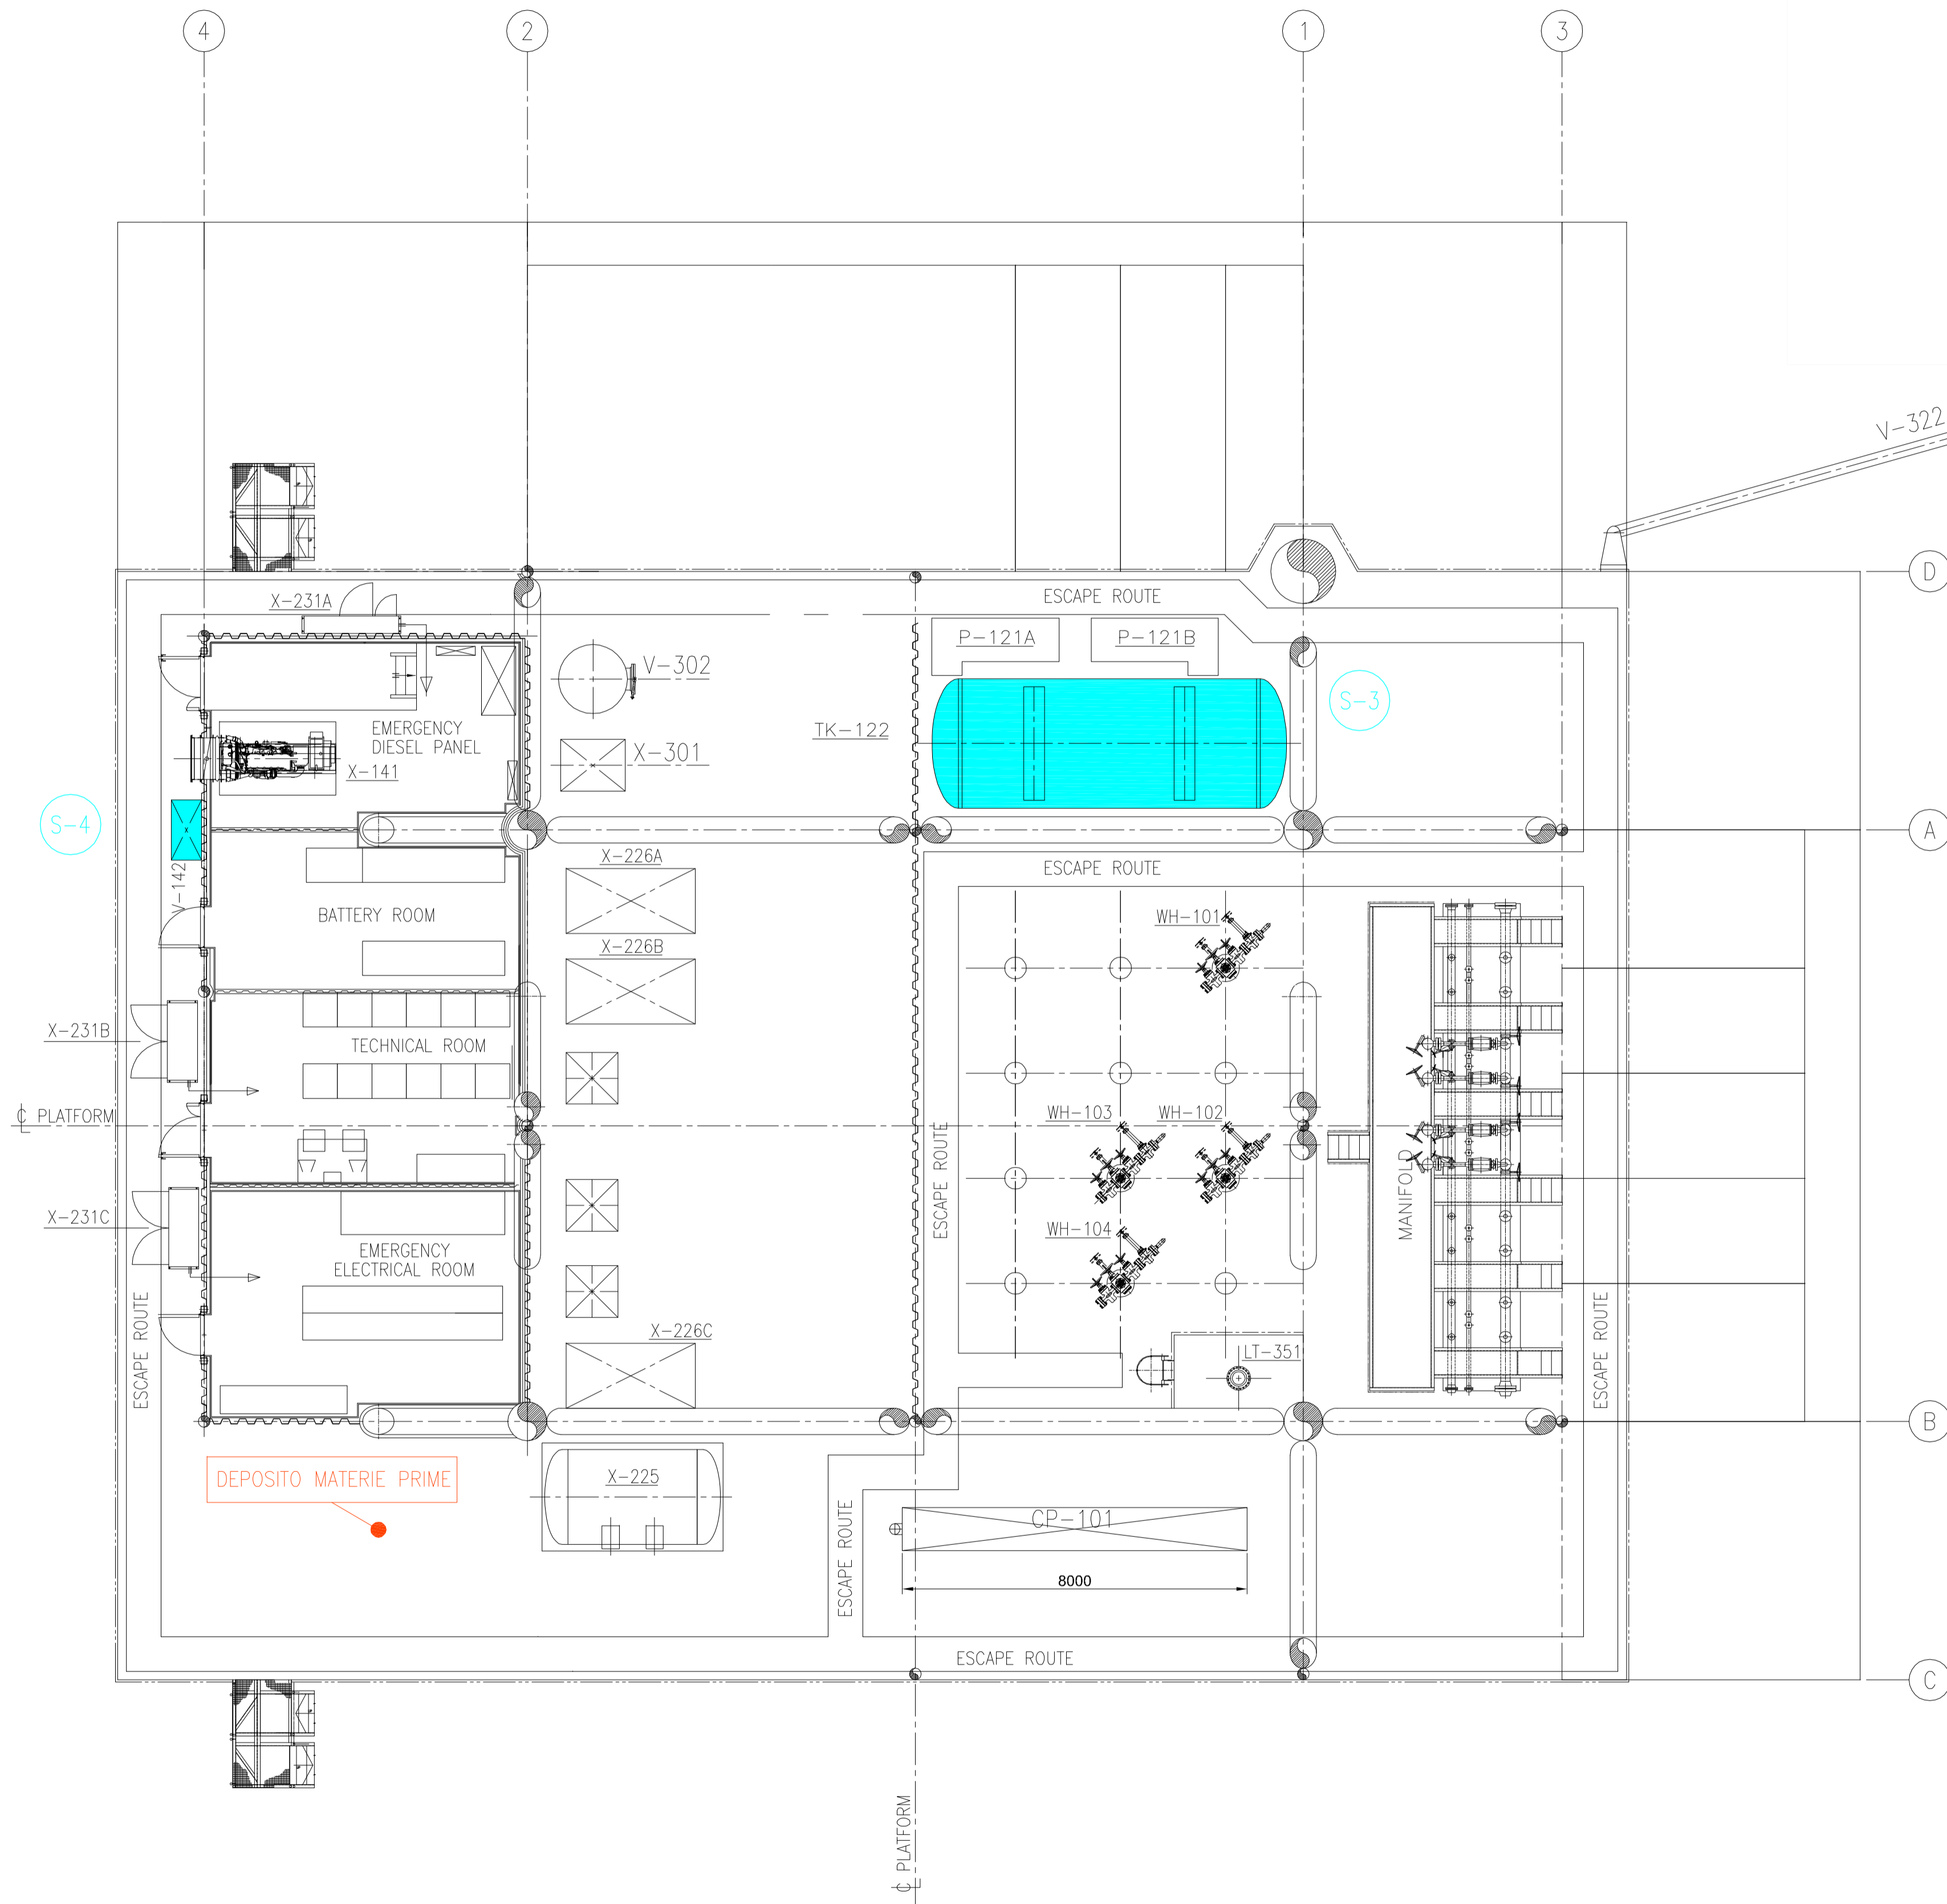 4
2
1
3
V-322
D
X-231A
ESCAPE ROUTE
P-121A
P-121B
V-302
S-3
EMERGENCY
DIESEL PANEL
TK-122
X-301
X-141
S-4
A
X-226A
ESCAPE ROUTE
V-142
BATTERY ROOM
WH-101
X-226B
X-231B
TECHNICAL ROOM
₵ PLATFORM
WH-103
WH-102
ESCAPE ROUTE
MANIFOLD
X-231C
WH-104
EMERGENCY
ELECTRICAL ROOM
ESCAPE ROUTE
X-226C
LT-351
ESCAPE ROUTE
B
DEPOSITO MATERIE PRIME
X-225
CP-101
ESCAPE ROUTE
8000
ESCAPE ROUTE
C
₵ PLATFORM